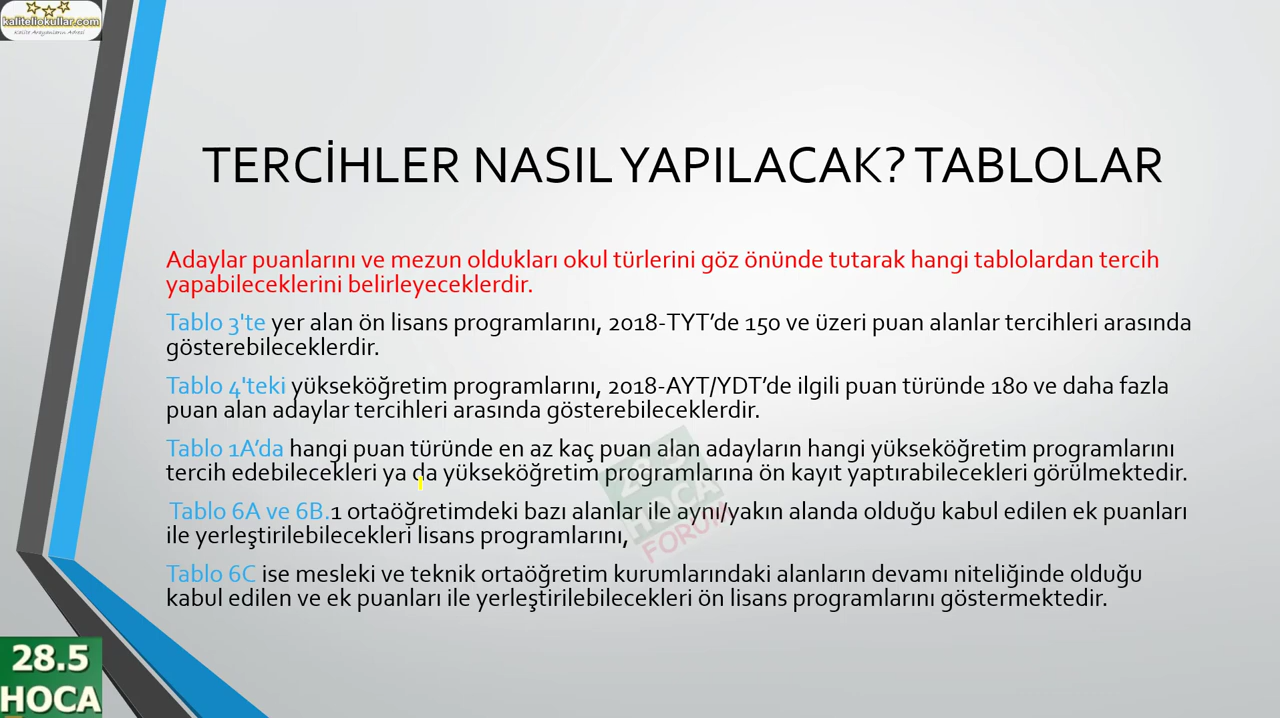 kaliteliokullar.com
Kalite Arayanların Adresi
TERCİHLER NASIL YAPILACAK? TABLOLAR
Adaylar puanlarını ve mezun oldukları okul türlerini göz önünde tutarak hangi tablolardan tercih
yapabileceklerini belirleyeceklerdir.
Tablo 3'te yer alan ön lisans programlarını, 2018-TYT’de 150 ve üzeri puan alanlar tercihleri arasında
gösterebileceklerdir.
Tablo 4'teki yükseköğretim programlarını, 2018-AYT/YDT’de ilgili puan türünde 180 ve daha fazla
puan alan adaylar tercihleri arasında gösterebileceklerdir.
Tablo 1A’da hangi puan türünde en az kaç puan alan adayların hangi yükseköğretim programlarını
tercih edebilecekleri ya da yükseköğretim programlarına ön kayıt yaptırabilecekleri görülmektedir.
Tablo 6A ve 6B.1 ortaöğretimdeki bazı alanlar ile aynı/yakın alanda olduğu kabul edilen ek puanları
ile yerleştirilebilecekleri lisans programlarını,
Tablo 6C ise mesleki ve teknik ortaöğretim kurumlarındaki alanların devamı niteliğinde olduğu
kabul edilen ve ek puanları ile yerleştirilebilecekleri ön lisans programlarını göstermektedir.
28.5
HOCA
FORUM
28.5
HOCA